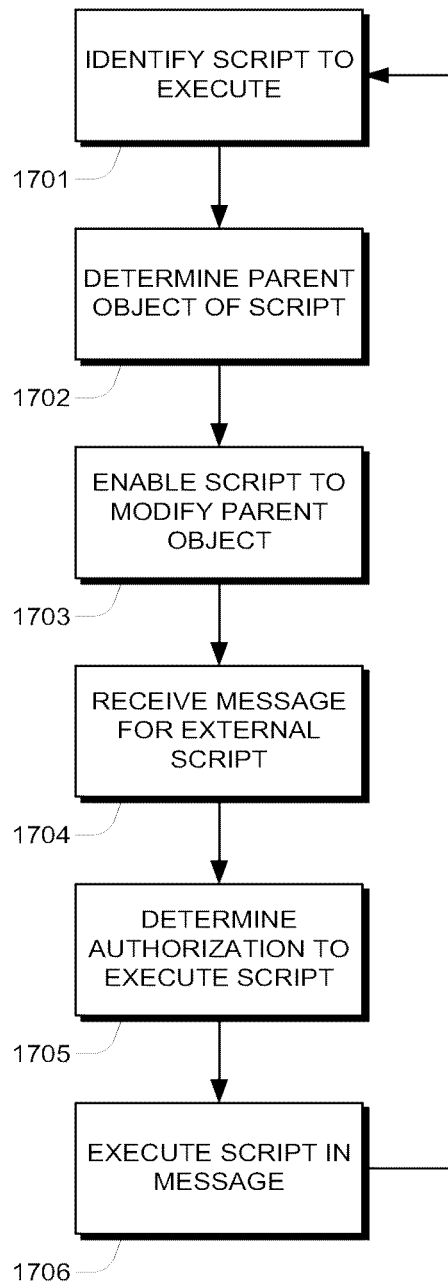 IDENTIFY SCRIPT TO
EXECUTE
1701
DETERMINE PARENT
OBJECT OF SCRIPT
1702
ENABLE SCRIPT TO
MODIFY PARENT
OBJECT
1703
RECEIVE MESSAGE
FOR EXTERNAL
SCRIPT
1704
DETERMINE
AUTHORIZATION TO
EXECUTE SCRIPT
1705
EXECUTE SCRIPT IN
MESSAGE
1706